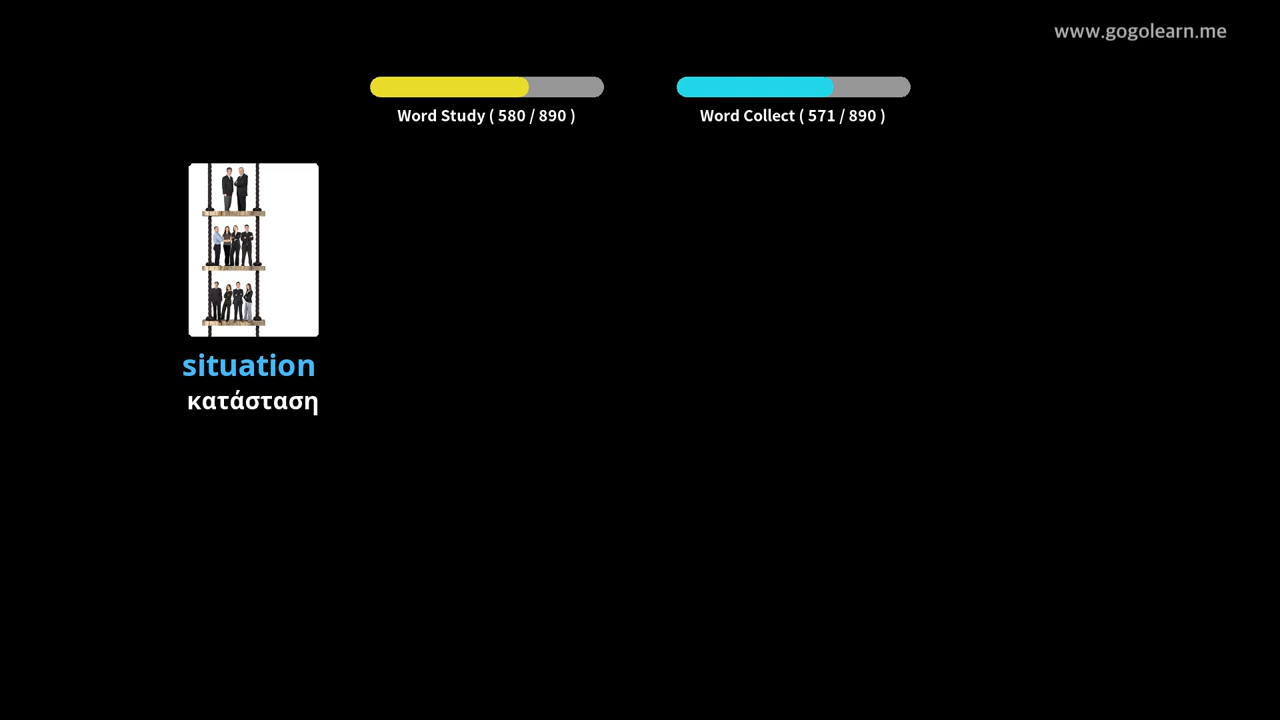 www.gogolearn.me
Word Study ( 580 / 890 )
Word Collect ( 571 / 890 )
situation
κατάσταση